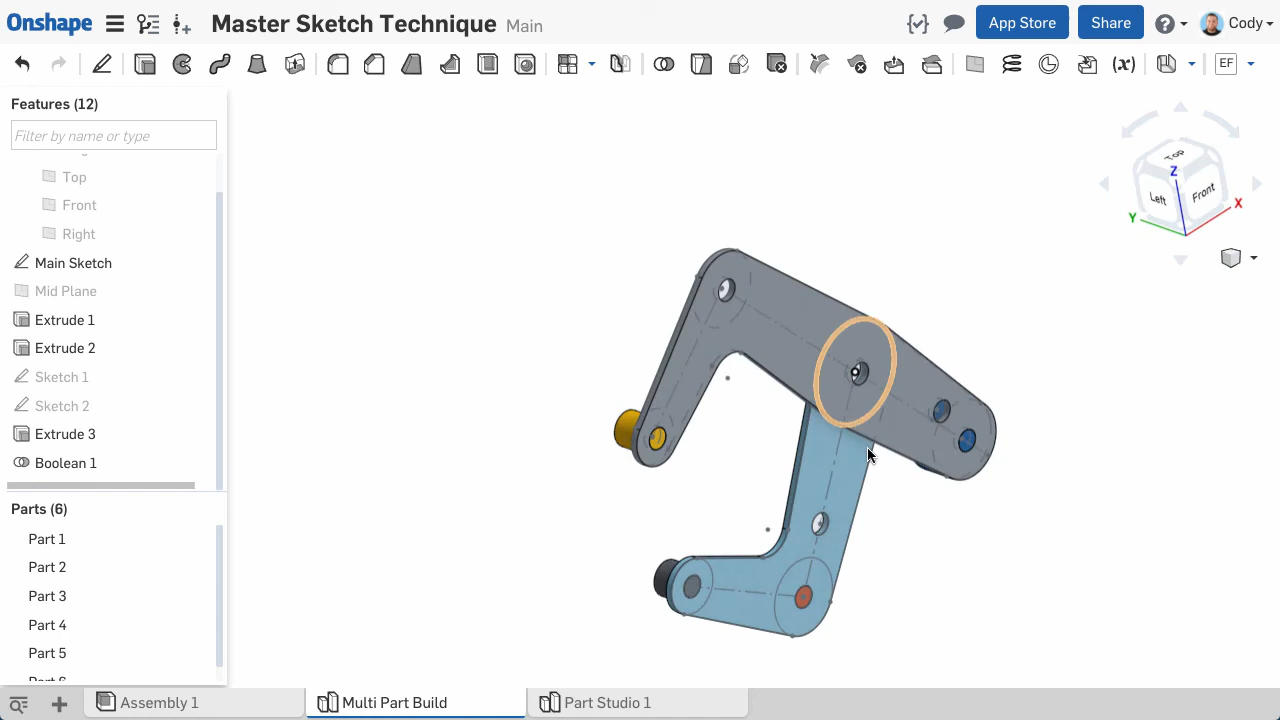 Onshape
Master Sketch Technique Main
App Store
Share
Cody
(x)
EF
Features (12)
Filter by name or type
Top
Front
Right
Main Sketch
Mid Plane
Extrude 1
Extrude 2
Sketch 1
Sketch 2
Extrude 3
Boolean 1
Parts (6)
Part 1
Part 2
Part 3
Part 4
Part 5
Top
Left
Front
Z
Y
X
Assembly 1
Multi Part Build
Part Studio 1